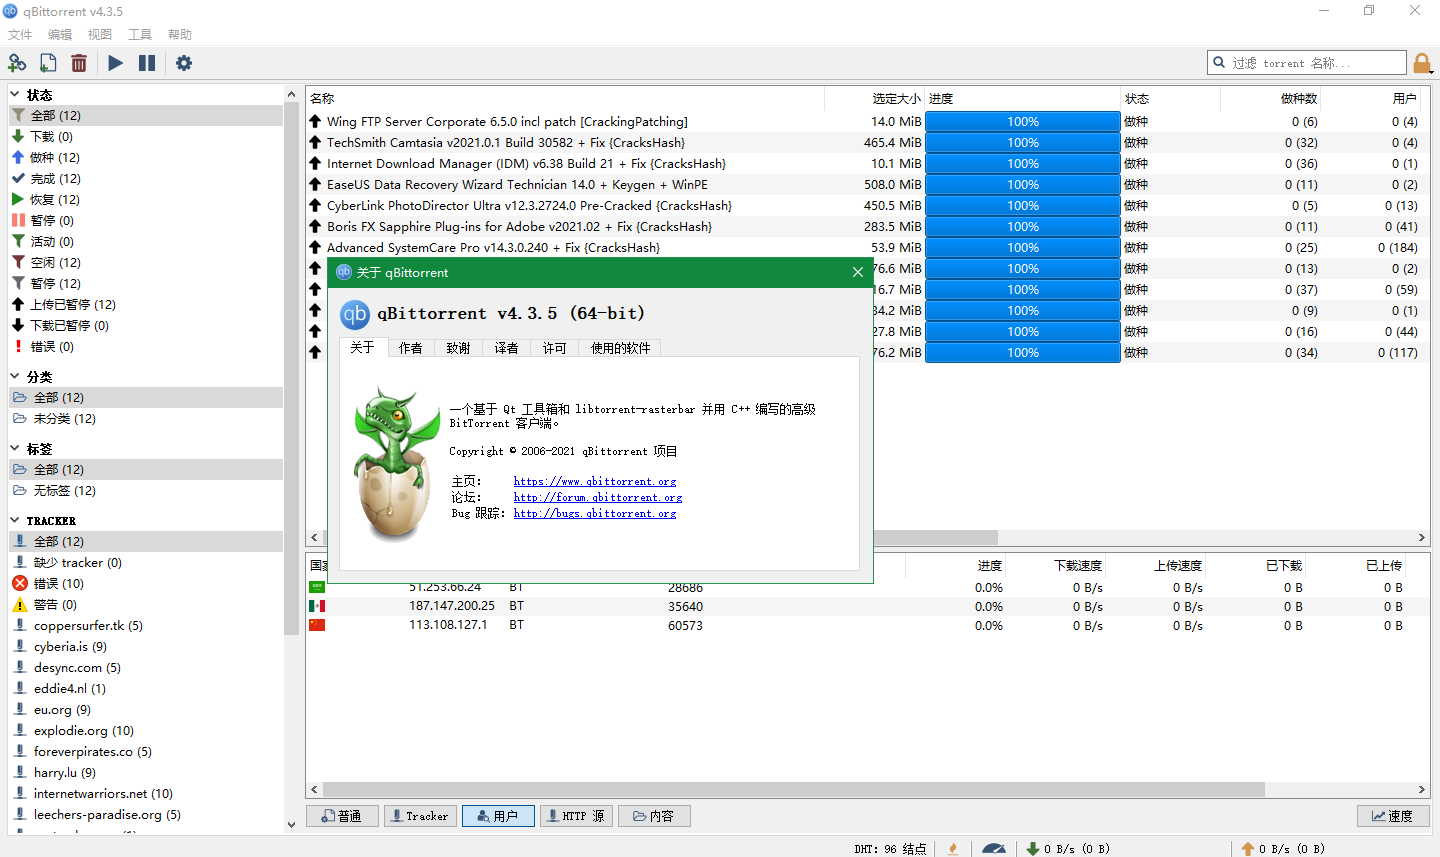 qBittorrent v4.3.5
文件 编辑 视图 工具 帮助
过滤 torrent 名称...
状态
全部 (12)
下载 (0)
做种 (12)
完成 (12)
恢复 (12)
暂停 (0)
活动 (0)
空闲 (12)
暂停 (12)
上传已暂停 (12)
下载已暂停 (0)
错误 (0)
分类
全部 (12)
未分类 (12)
标签
全部 (12)
无标签 (12)
TRACKER
全部 (12)
缺少 tracker (0)
错误 (10)
警告 (0)
coppersurfer.tk (5)
cyberia.is (9)
desync.com (5)
eddie4.nl (1)
eu.org (9)
explodie.org (10)
foreverpirates.co (5)
harry.lu (9)
internetwarriors.net (10)
leechers-paradise.org (5)
名称 选定大小 进度 状态 做种数 用户
Wing FTP Server Corporate 6.5.0 incl patch [CrackingPatching] 14.0 MiB 100% 做种 0 (6) 0 (4)
TechSmith Camtasia v2021.0.1 Build 30582 + Fix {CracksHash} 465.4 MiB 100% 做种 0 (32) 0 (4)
Internet Download Manager (IDM) v6.38 Build 21 + Fix {CracksHash} 10.1 MiB 100% 做种 0 (36) 0 (1)
EaseUS Data Recovery Wizard Technician 14.0 + Keygen + WinPE 508.0 MiB 100% 做种 0 (11) 0 (2)
CyberLink PhotoDirector Ultra v12.3.2724.0 Pre-Cracked {CracksHash} 450.5 MiB 100% 做种 0 (5) 0 (13)
Boris FX Sapphire Plug-ins for Adobe v2021.02 + Fix {CracksHash} 283.5 MiB 100% 做种 0 (11) 0 (41)
Advanced SystemCare Pro v14.3.0.240 + Fix {CracksHash} 53.9 MiB 100% 做种 0 (25) 0 (184)
76.6 MiB 100% 做种 0 (13) 0 (2)
16.7 MiB 100% 做种 0 (37) 0 (59)
34.2 MiB 100% 做种 0 (9) 0 (1)
27.8 MiB 100% 做种 0 (16) 0 (44)
76.2 MiB 100% 做种 0 (34) 0 (117)
关于 qBittorrent
qBittorrent v4.3.5 (64-bit)
关于 作者 致谢 译者 许可 使用的软件
一个基于 Qt 工具箱和 libtorrent-rasterbar 并用 C++ 编写的高级
BitTorrent 客户端。
Copyright © 2006-2021 qBittorrent 项目
主页: https://www.qbittorrent.org
论坛: http://forum.qbittorrent.org
Bug 跟踪: http://bugs.qbittorrent.org
进度 下载速度 上传速度 已下载 已上传
51.253.66.24 BT 28686 0.0% 0 B/s 0 B/s 0 B 0 B
187.147.200.25 BT 35640 0.0% 0 B/s 0 B/s 0 B 0 B
113.108.127.1 BT 60573 0.0% 0 B/s 0 B/s 0 B 0 B
普通 Tracker 用户 HTTP 源 内容 速度
DHT: 96 结点 0 B/s (0 B) 0 B/s (0 B)